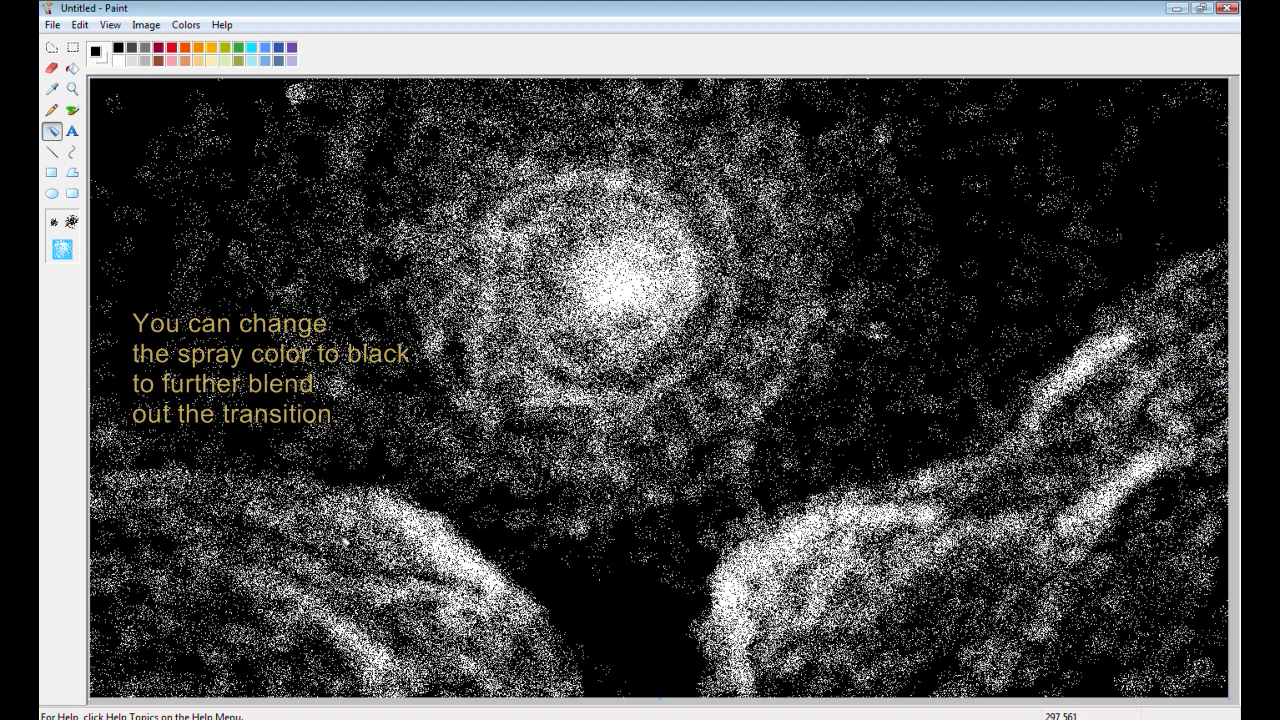 Untitled - Paint
File Edit View Image Colors Help
A
You can change
the spray color to black
to further blend
out the transition.
For Help, click Help Topics on the Help Menu.
297,561